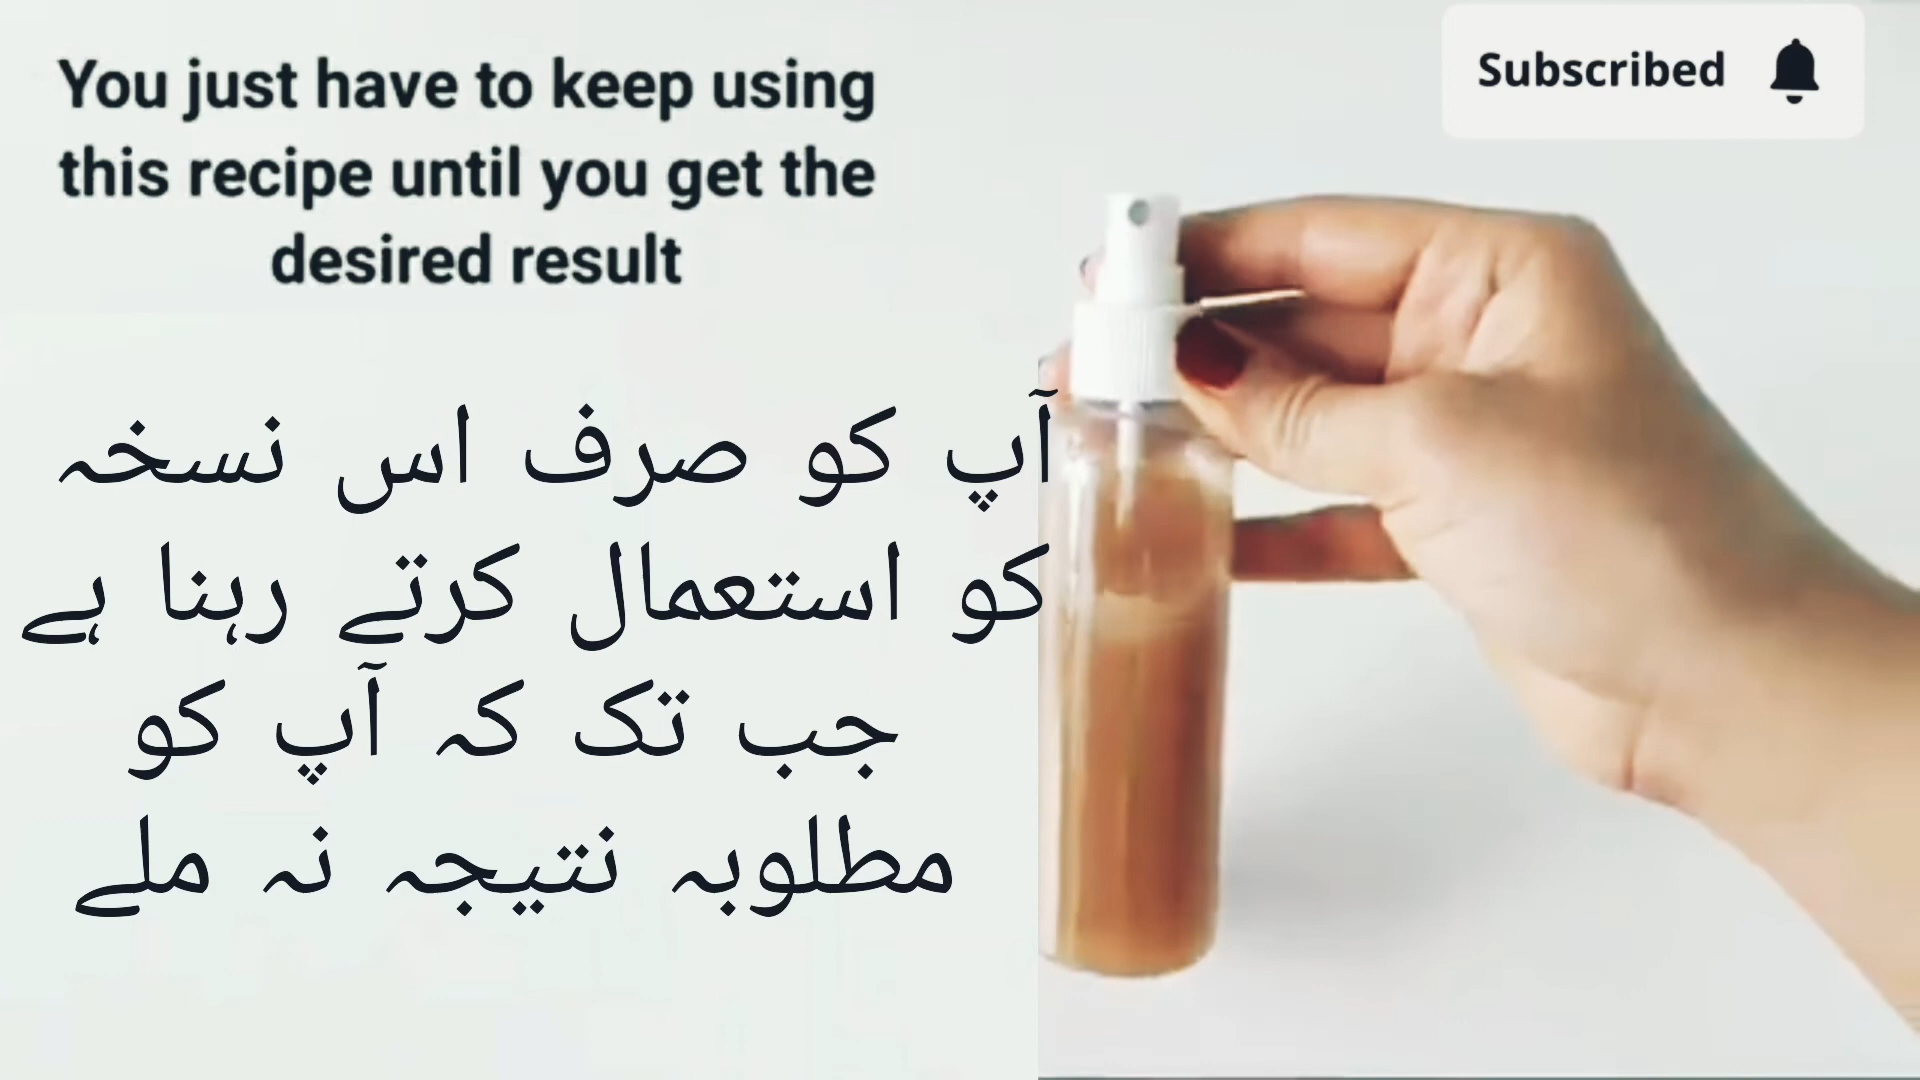 You just have to keep using
this recipe until you get the
desired result
Subscribed
آپ کو صرف اس نسخہ
کو استعمال کرتے رہنا ہے
جب تک کہ آپ کو
مطلوبہ نتیجہ نہ ملے